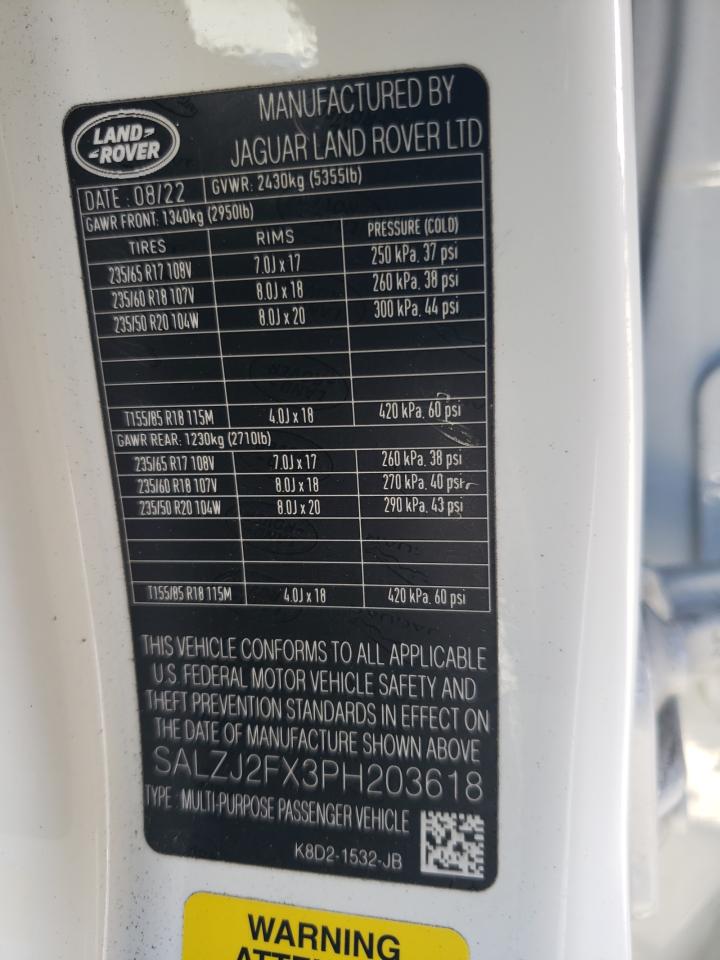 LAND-
-ROVER
MANUFACTURED BY
JAGUAR LAND ROVER LTD
DATE : 08/22 GVWR: 2430kg (5355lb)
GAWR FRONT: 1340kg (2950lb)
TIRES RIMS PRESSURE (COLD)
235/65 R17 108V 7.0J x 17 250 kPa, 37 psi
235/60 R18 107V 8.0J x 18 260 kPa, 38 psi
235/50 R20 104W 8.0J x 20 300 kPa, 44 psi
T155/85 R18 115M 4.0J x 18 420 kPa, 60 psi
GAWR REAR: 1230kg (2710lb)
235/65 R17 108V 7.0J x 17 260 kPa, 38 psi
235/60 R18 107V 8.0J x 18 270 kPa, 40 psi
235/50 R20 104W 8.0J x 20 290 kPa, 43 psi
T155/85 R18 115M 4.0J x 18 420 kPa, 60 psi
THIS VEHICLE CONFORMS TO ALL APPLICABLE
U.S. FEDERAL MOTOR VEHICLE SAFETY AND
THEFT PREVENTION STANDARDS IN EFFECT ON
THE DATE OF MANUFACTURE SHOWN ABOVE
SALZJ2FX3PH203618
TYPE : MULTI-PURPOSE PASSENGER VEHICLE
K8D2-1532-JB
WARNING